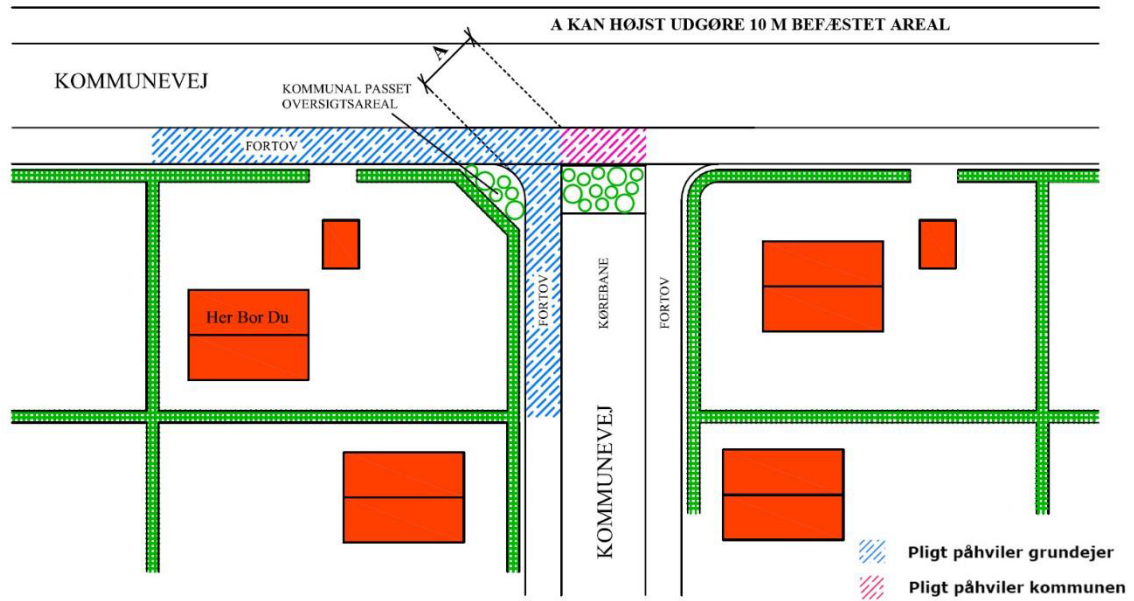 A KAN HØJST UDGØRE 10 M BEFÆSTET AREAL
A
KOMMUNEVEJ
KOMMUNAL PASSET
OVERSIGTSAREAL
FORTOV
Her Bor Du
FORTOV
KØREBANE
FORTOV
KOMMUNEVEJ
Pligt påhviler grundejer
Pligt påhviler kommunen